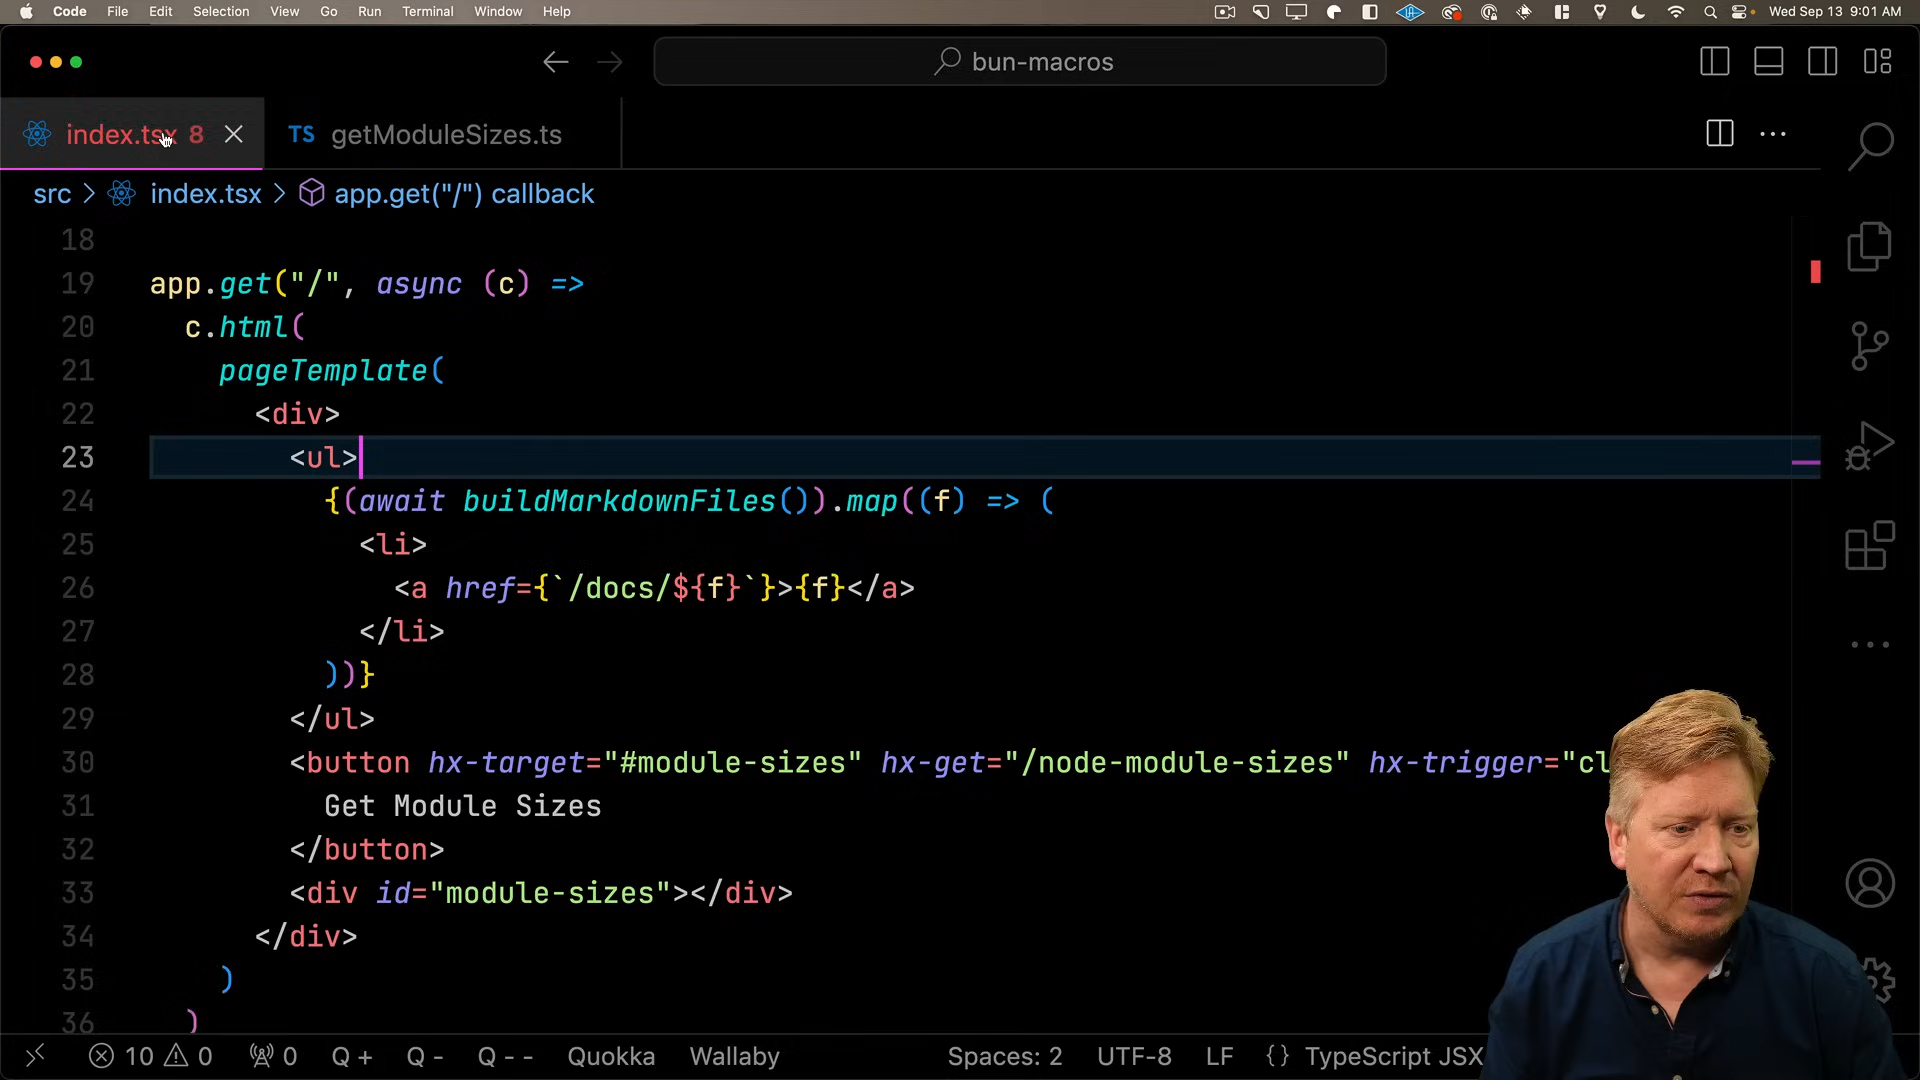 Code File Edit Selection View Go Run Terminal Window Help Wed Sep 13 9:01 AM
bun-macros
index.tsx 8 TS getModuleSizes.ts
src > index.tsx > app.get("/") callback
18
19 app.get("/", async (c) =>
20 c.html(
21 pageTemplate(
22 <div>
23 <ul>
24 {(await buildMarkdownFiles()).map((f) => (
25 <li>
26 <a href={`/docs/${f}`}>{f}</a>
27 </li>
28 ))}
29 </ul>
30 <button hx-target="#module-sizes" hx-get="/node-module-sizes" hx-trigger="cl
31 Get Module Sizes
32 </button>
33 <div id="module-sizes"></div>
34 </div>
35 )
36 )
10 0 0 Q + Q - Q - - Quokka Wallaby Spaces: 2 UTF-8 LF {} TypeScript JSX